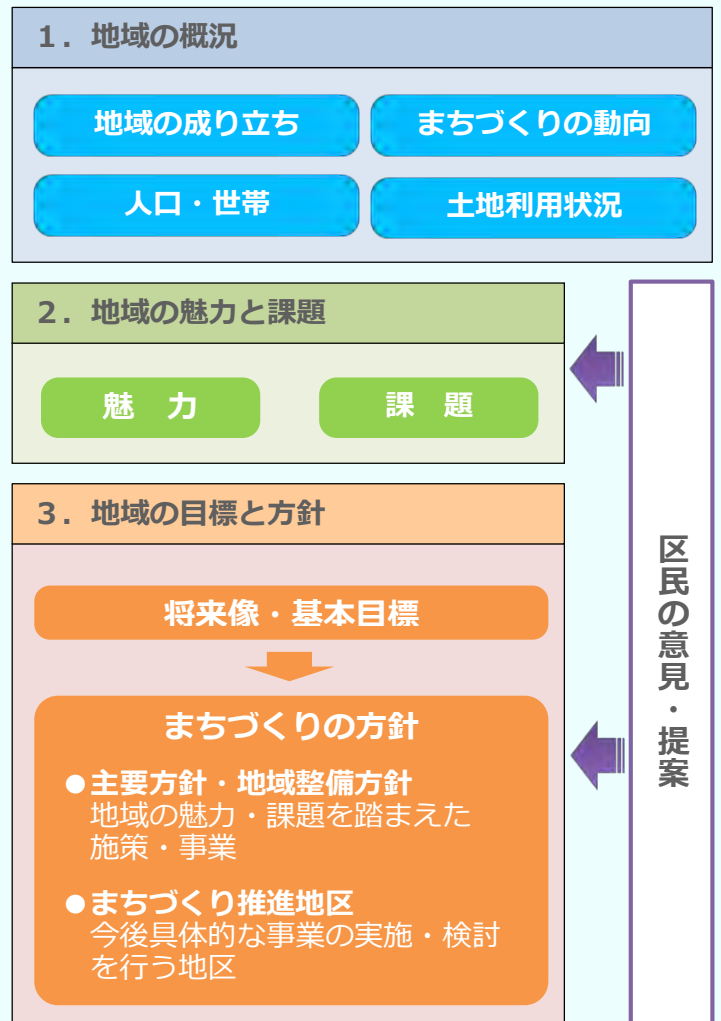 1．地域の概況
地域の成り立ち
まちづくりの動向
人口・世帯
土地利用状況
2．地域の魅力と課題
魅　力
課　題
3．地域の目標と方針
将来像・基本目標
まちづくりの方針
●主要方針・地域整備方針
地域の魅力・課題を踏まえた
施策・事業
●まちづくり推進地区
今後具体的な事業の実施・検討
を行う地区
区民の意見・提案